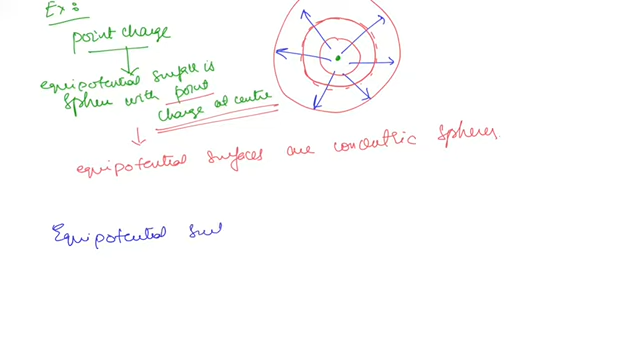 Ex:
point charge
equipotential surface is
sphere with point
charge at centre
equipotential surfaces are concentric spheres.
Equipotential sur